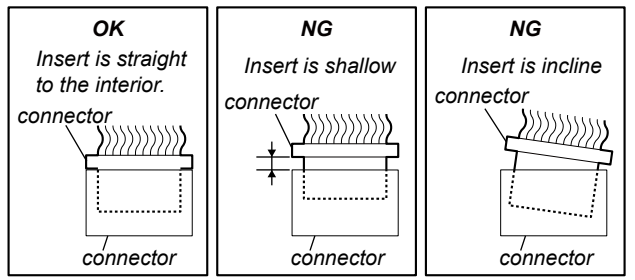 OK
Insert is straight
to the interior.
connector
connector
NG
Insert is shallow
connector
connector
NG
Insert is incline
connector
connector